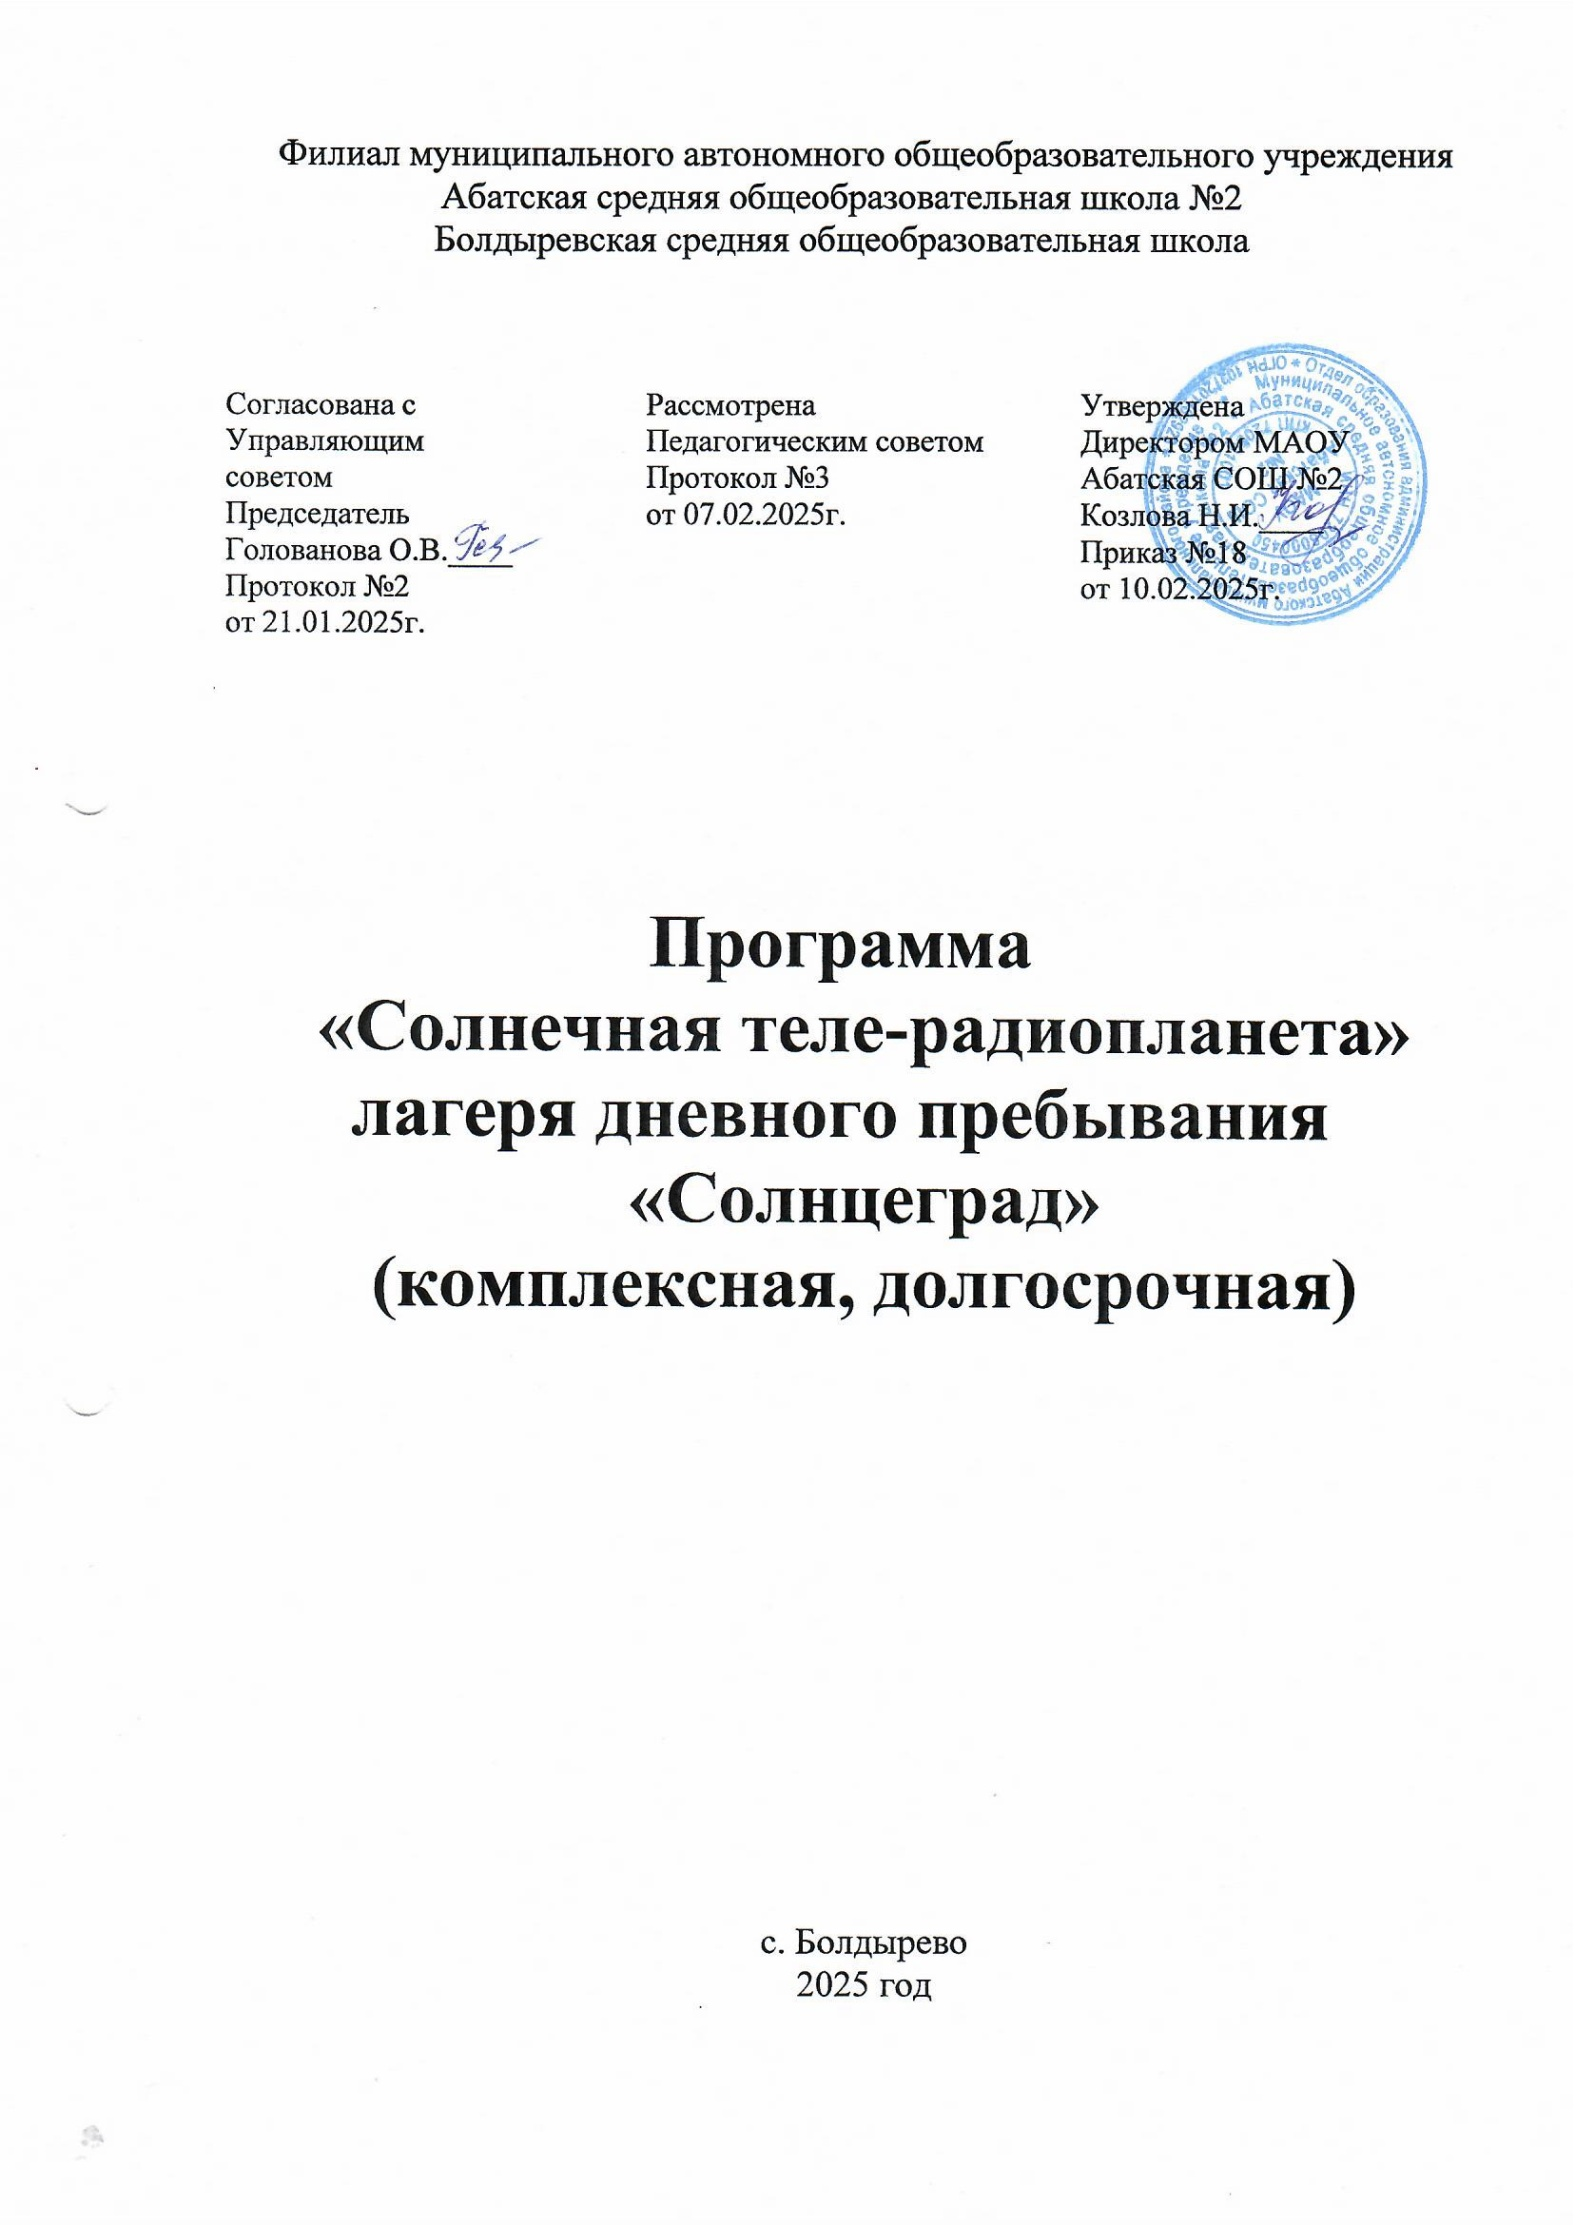 Филиал муниципального автономного общеобразовательного учреждения
Абатская средняя общеобразовательная школа №2
Болдыревская средняя общеобразовательная школа
Согласована с
Управляющим
советом
Председатель
Голованова О.В.
Протокол №2
от 21.01.2025г.
Рассмотрена
Педагогическим советом
Протокол №3
от 07.02.2025г.
Утверждена
Директором МАОУ
Абатская СОШ №2
Козлова Н.И.
Приказ №18
от 10.02.2025г.
Программа
«Солнечная теле-радиопланета»
лагеря дневного пребывания
«Солнцеград»
(комплексная, долгосрочная)
с. Болдырево
2025 год